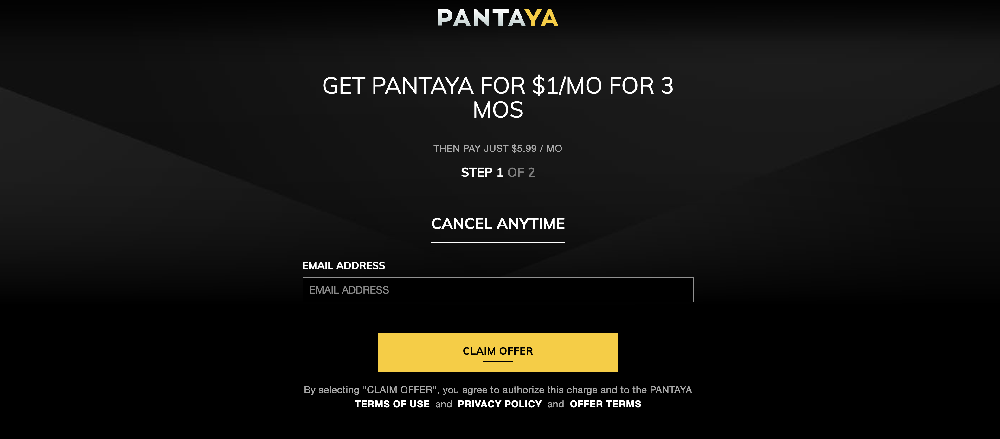 PANTAYA
GET PANTAYA FOR $1/MO FOR 3
MOS
THEN PAY JUST $5.99 / MO
STEP 1 OF 2
CANCEL ANYTIME
EMAIL ADDRESS
EMAIL ADDRESS
CLAIM OFFER
By selecting "CLAIM OFFER", you agree to authorize this charge and to the PANTAYA
TERMS OF USE and PRIVACY POLICY and OFFER TERMS